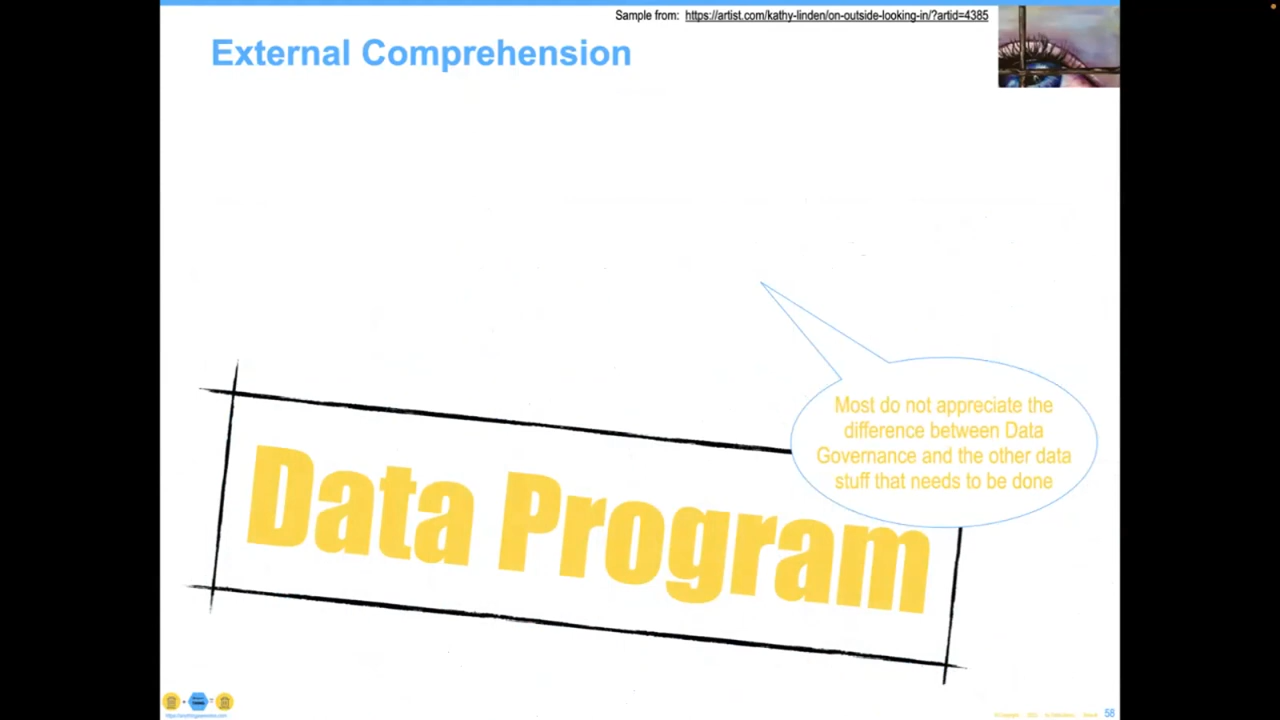 Sample from: https://artist.com/kathy-linden/on-outside-looking-in/?artid=4385
External Comprehension
Most do not appreciate the
difference between Data
Governance and the other data
stuff that needs to be done
Data Program
58